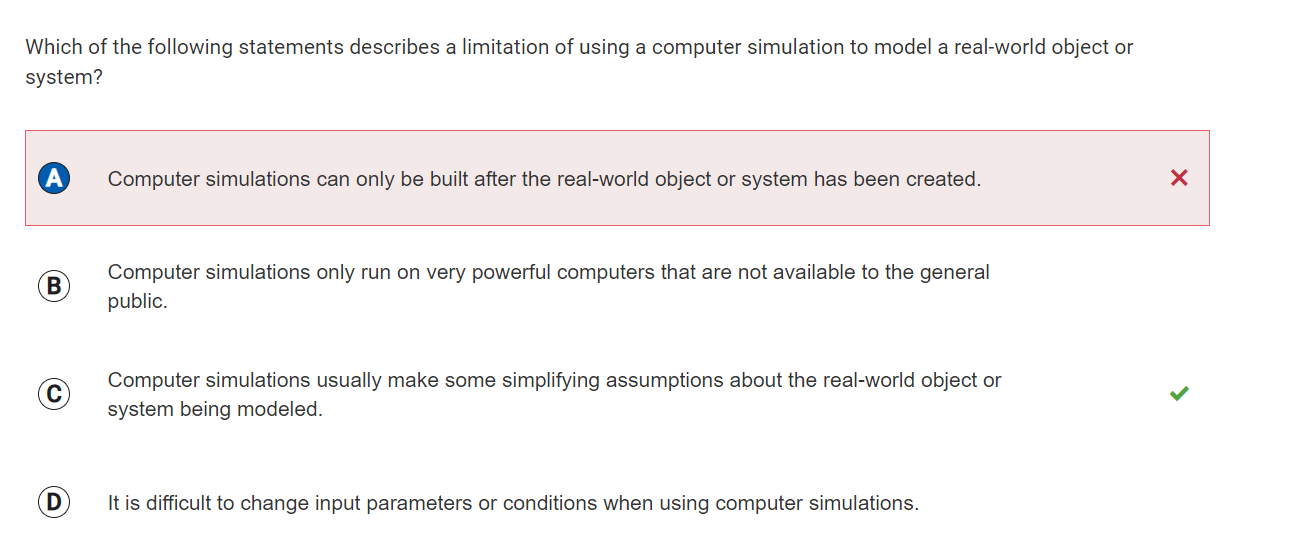 Which of the following statements describes a limitation of using a computer simulation to model a real-world object or
system?
A Computer simulations can only be built after the real-world object or system has been created.
B Computer simulations only run on very powerful computers that are not available to the general
public.
C Computer simulations usually make some simplifying assumptions about the real-world object or
system being modeled.
D It is difficult to change input parameters or conditions when using computer simulations.